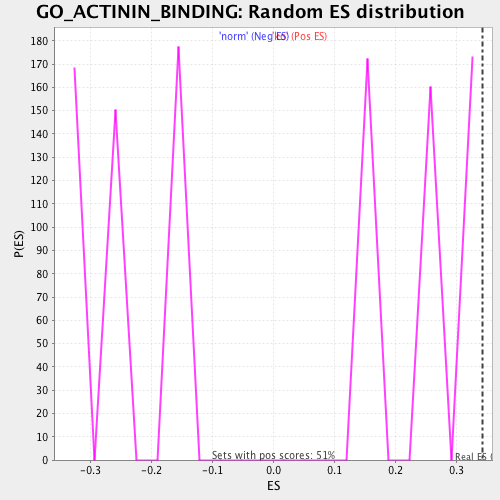 GO_ACTININ_BINDING: Random ES distribution
'norm' (Neg ES) (Pos ES)
180
170
160
150
140
130
120
110
100
90
80
70
60
50
40
30
20
10
0
P(ES)
Sets with pos scores: 51%
Real ES (
-0.3 -0.2 -0.1 0.0 0.1 0.2 0.3
ES